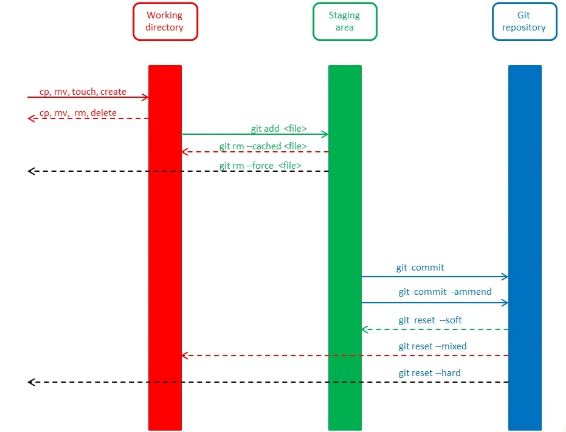 Working
directory
Staging
area
Git
repository
cp, mv, touch, create
cp, mv, rm, delete
git add <file>
git rm --cached <file>
git rm --force <file>
git commit
git commit -ammend
git reset --soft
git reset --mixed
git reset --hard